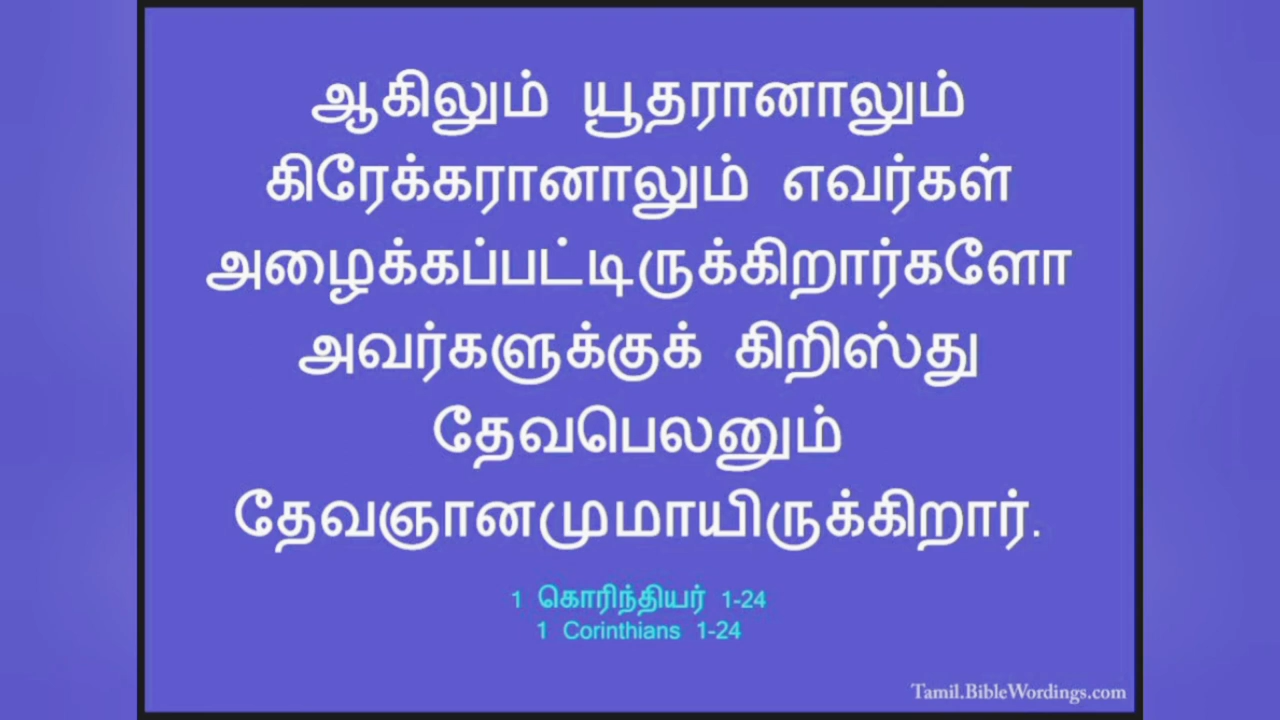 ஆகிலும் யூதரானாலும்
கிரேக்கரானாலும் எவர்கள்
அழைக்கப்பட்டிருக்கிறார்களோ
அவர்களுக்குக் கிறிஸ்து
தேவபெலனும்
தேவஞானமுமாயிருக்கிறார்.
1 கொரிந்தியர் 1-24
1 Corinthians 1-24
Tamil.BibleWordings.com